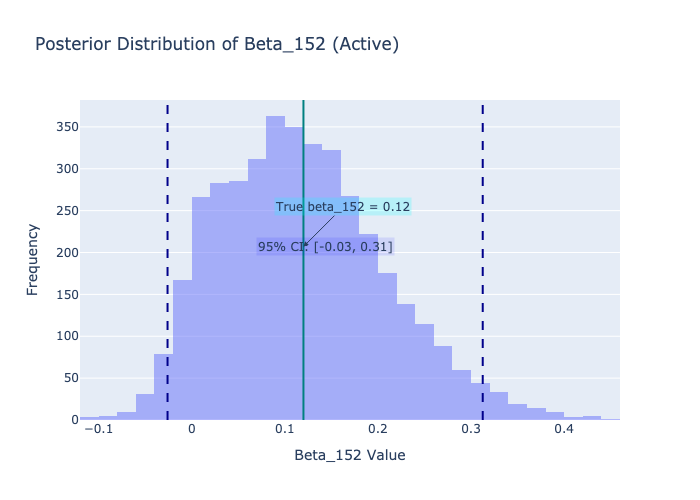 Posterior Distribution of Beta_152 (Active)
350
300
250
200
150
100
50
0
Frequency
True beta_152 = 0.12
95% CI: [-0.03, 0.31]
−0.1
0
0.1
0.2
0.3
0.4
Beta_152 Value